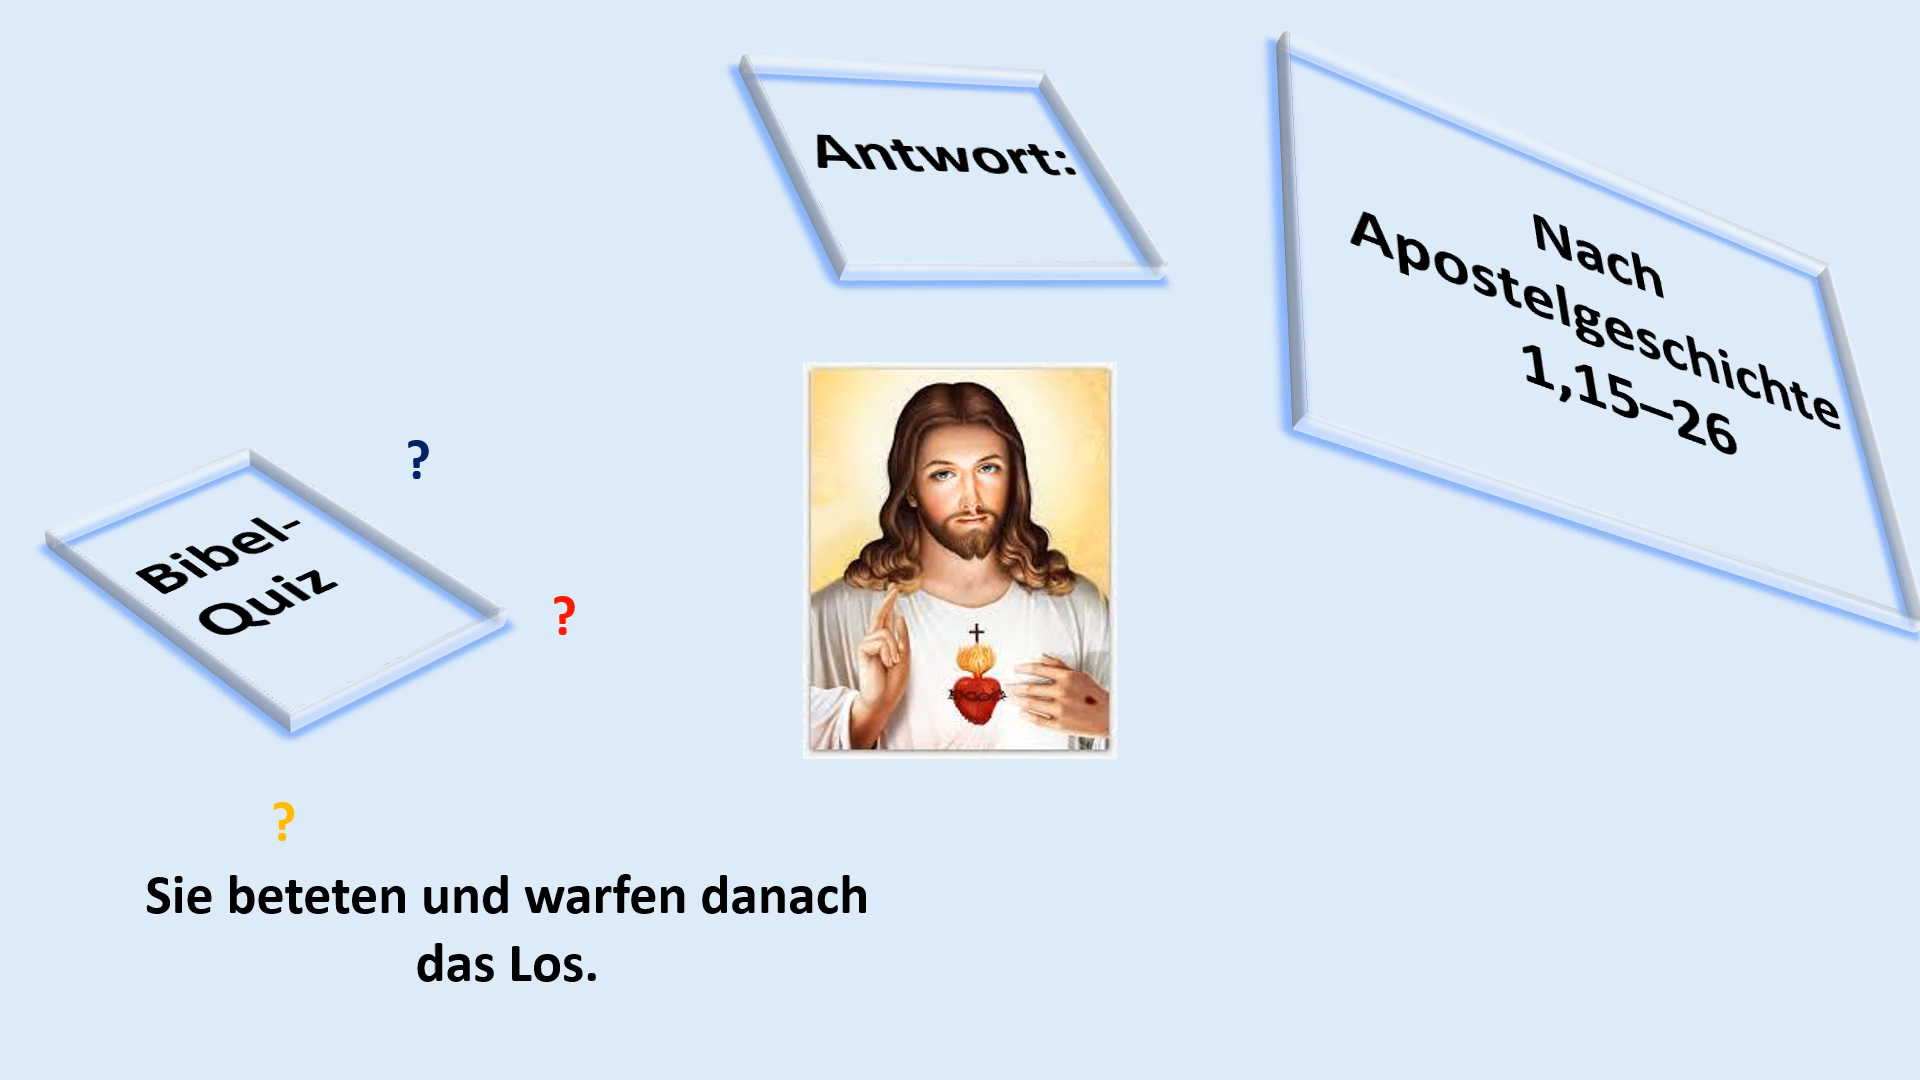 Antwort:
Nach
Apostelgeschichte
1,15–26
?
Bibel-
Quiz
?
?
Sie beteten und warfen danach
das Los.